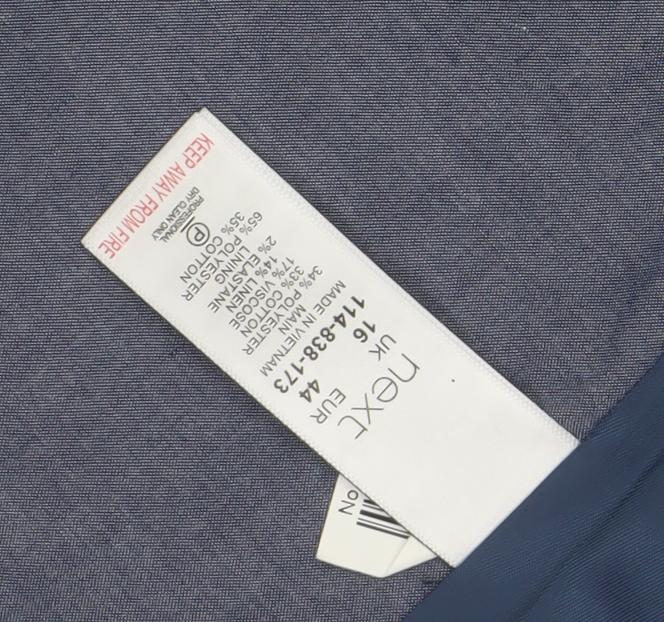 next
UK EUR
16 44
114-838-173
MADE IN VIETNAM
MAIN
34% POLYESTER
33% COTTON
17% VISCOSE
14% LINEN
2% ELASTANE
LINING
65% POLYESTER
35% COTTON
P
PROFESSIONAL
DRY CLEAN ONLY
KEEP AWAY FROM FIRE
ON